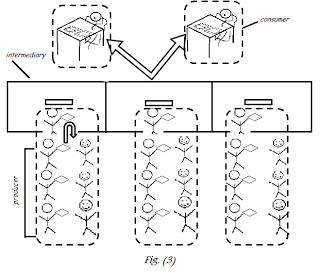 consumer
intermediary
producer
Fig. (3)